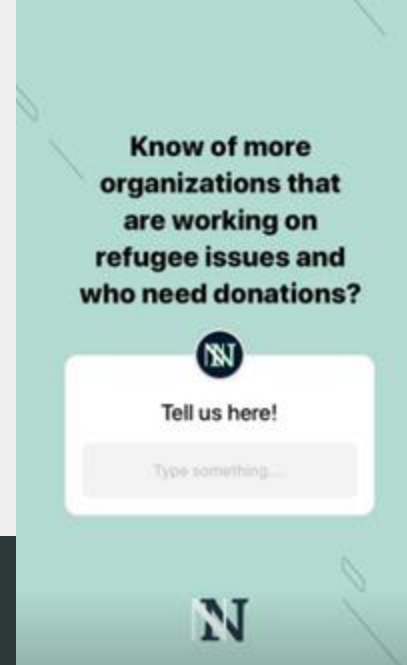 Know of more
organizations that
are working on
refugee issues and
who need donations?
N
Tell us here!
Type something...
N